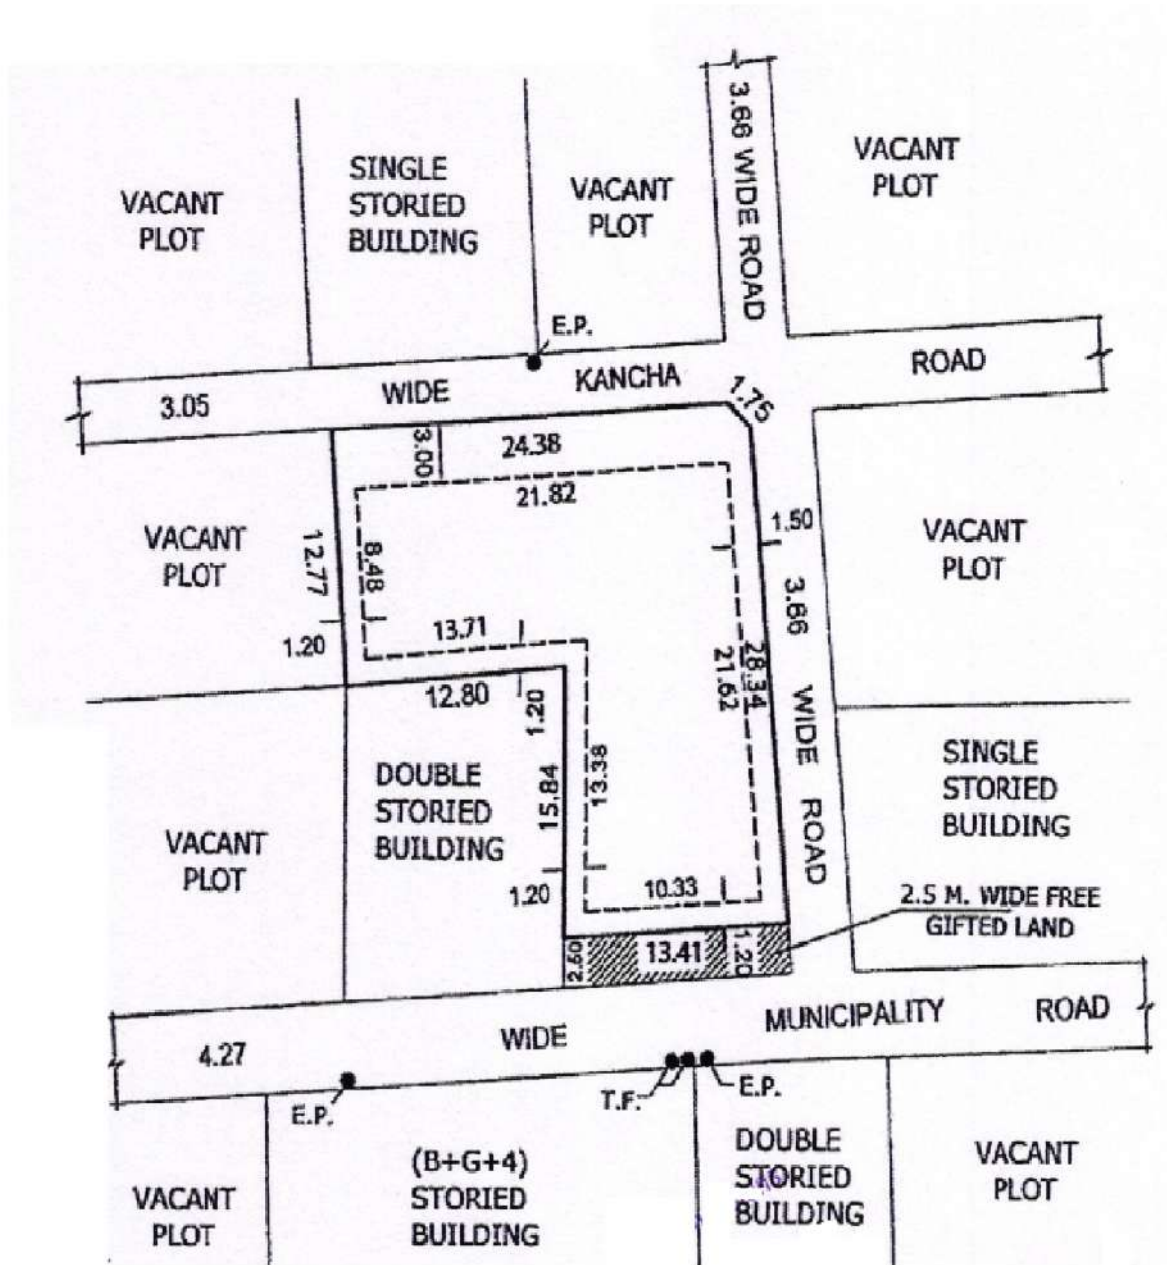 3.66 WIDE ROAD
VACANT
PLOT
SINGLE
STORIED
BUILDING
VACANT
PLOT
VACANT
PLOT
E.P.
3.05 WIDE KANCHA ROAD
1.75
3.00
24.38
21.82
VACANT
PLOT
12.77
8.48
1.50
VACANT
PLOT
3.66 WIDE ROAD
1.20
13.71
12.80
1.20
28.34
21.62
DOUBLE
STORIED
BUILDING
15.84
13.38
SINGLE
STORIED
BUILDING
VACANT
PLOT
1.20
10.33
2.5 M. WIDE FREE
GIFTED LAND
2.50
13.41
1.20
4.27 WIDE MUNICIPALITY ROAD
E.P.
T.F.
E.P.
VACANT
PLOT
(B+G+4)
STORIED
BUILDING
DOUBLE
STORIED
BUILDING
VACANT
PLOT